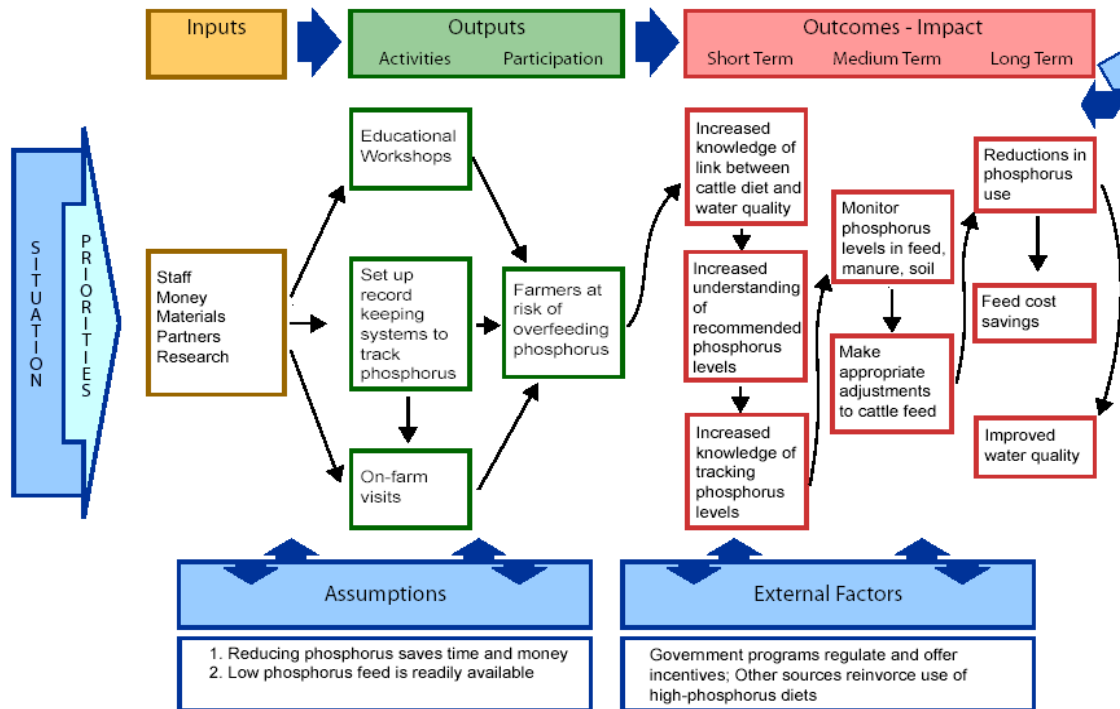 Inputs
Outputs
Activities Participation
Outcomes - Impact
Short Term Medium Term Long Term
SITUATION
PRIORITIES
Staff
Money
Materials
Partners
Research
Educational
Workshops
Set up
record
keeping
systems to
track
phosphorus
On-farm
visits
Farmers at
risk of
overfeeding
phosphorus
Increased
knowledge of
link between
cattle diet and
water quality
Increased
understanding
of
recommended
phosphorus
levels
Increased
knowledge of
tracking
phosphorus
levels
Monitor
phosphorus
levels in feed,
manure, soil
Make
appropriate
adjustments
to cattle feed
Reductions in
phosphorus
use
Feed cost
savings
Improved
water quality
Assumptions
1. Reducing phosphorus saves time and money
2. Low phosphorus feed is readily available
External Factors
Government programs regulate and offer
incentives; Other sources reinvorce use of
high-phosphorus diets